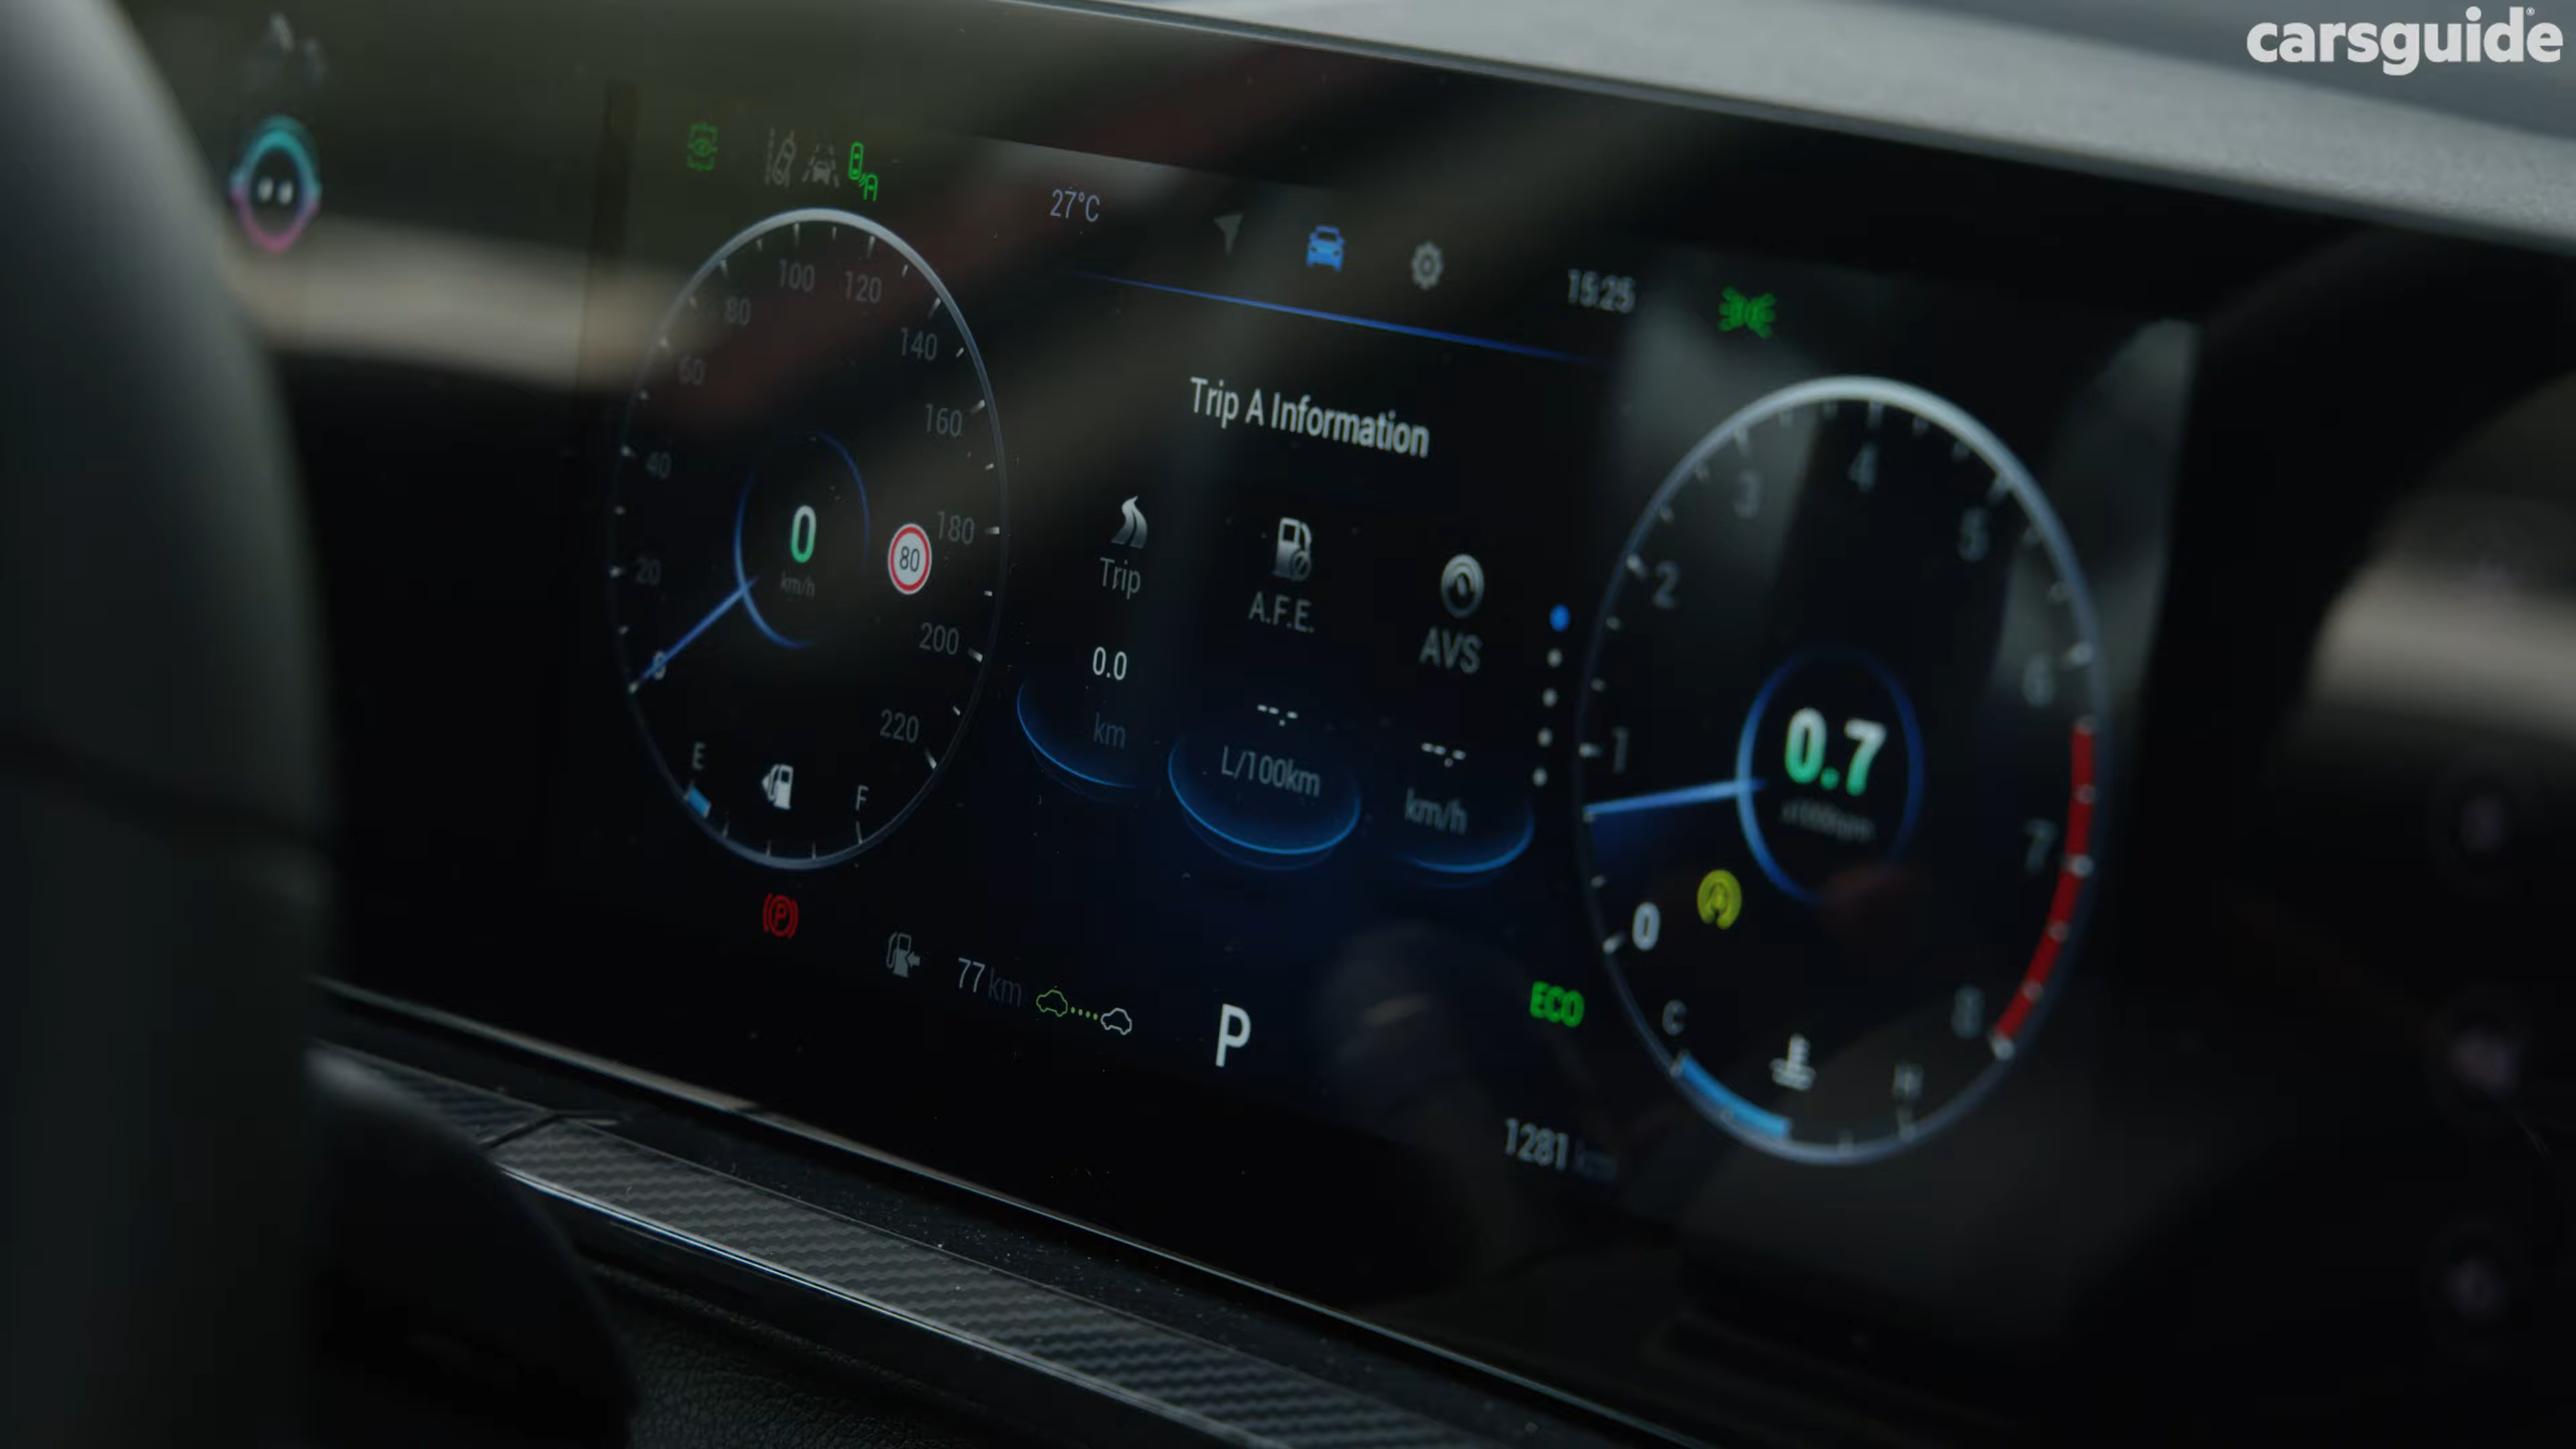 carsguide
27°C
15:25
100 120
80
140
60
160
40
180
20
200
0
220
0
km/h
80
E
F
Trip A Information
Trip
A.F.E.
AVS
0.0
--.-
--.-
km
L/100km
km/h
3 4 5
2
6
1
7
0
8
0.7
A
C
H
P
77 km
P
ECO
1281 km